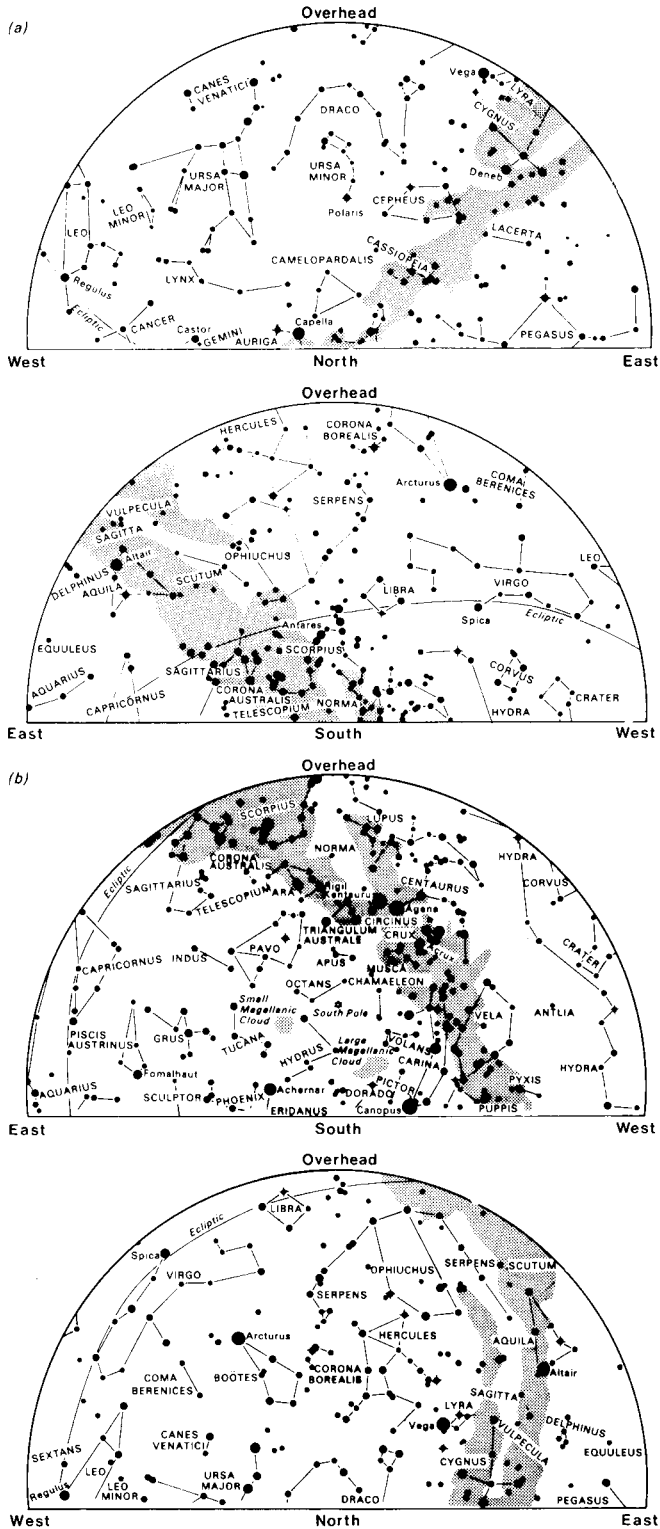 (a)
Overhead
CANES
VENATICI
DRACO
Vega
LYRA
CYGNUS
URSA
MAJOR
URSA
MINOR
Deneb
LEO
MINOR
Polaris
CEPHEUS
LEO
LACERTA
CASSIOPEIA
CAMELOPARDALIS
LYNX
Regulus
Ecliptic
CANCER
Castor
GEMINI
Capella
AURIGA
PEGASUS
West
North
East
Overhead
HERCULES
CORONA
BOREALIS
Arcturus
COMA
BERENICES
VULPECULA
SAGITTA
SERPENS
Altair
OPHIUCHUS
LEO
DELPHINUS
AQUILA
SCUTUM
LIBRA
VIRGO
Spica
Ecliptic
Antares
EQUULEUS
SCORPIUS
SAGITTARIUS
CORVUS
AQUARIUS
CAPRICORNUS
CORONA
AUSTRALIS
TELESCOPIUM
NORMA
HYDRA
CRATER
East
South
West
(b)
Overhead
SCORPIUS
LUPUS
NORMA
CORONA
AUSTRALIS
HYDRA
Ecliptic
SAGITTARIUS
TELESCOPIUM
ARA
Rigil
Kentaurus
CENTAURUS
CORVUS
Agena
CIRCINUS
TRIANGULUM
AUSTRALE
CRUX
Acrux
CAPRICORNUS
INDUS
PAVO
APUS
MUSCA
CRATER
CHAMAELEON
OCTANS
Small
Magellanic
Cloud
South Pole
VELA
ANTLIA
PISCIS
AUSTRINUS
GRUS
TUCANA
HYDRUS
Large
Magellanic
Cloud
VOLANS
CARINA
HYDRA
Fomalhaut
PICTOR
PYXIS
AQUARIUS
SCULPTOR
PHOENIX
Achernar
DORADO
ERIDANUS
Canopus
PUPPIS
East
South
West
Overhead
LIBRA
Ecliptic
Spica
VIRGO
OPHIUCHUS
SERPENS
SCUTUM
SERPENS
Arcturus
HERCULES
AQUILA
COMA
BERENICES
BOÖTES
CORONA
BOREALIS
Altair
SAGITTA
LYRA
Vega
VULPECULA
DELPHINUS
CANES
VENATICI
EQUULEUS
SEXTANS
LEO
CYGNUS
Regulus
LEO
MINOR
URSA
MAJOR
DRACO
PEGASUS
West
North
East